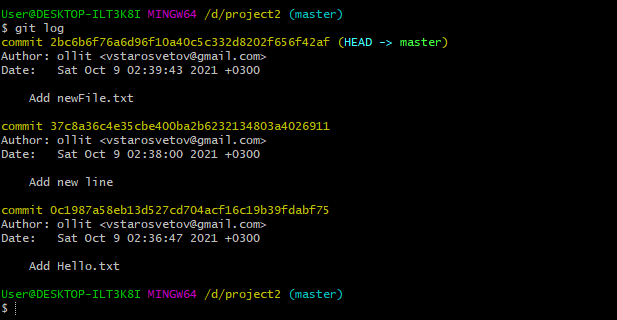 User@DESKTOP-ILT3K8I MINGW64 /d/project2 (master)
$ git log
commit 2bc6b6f76a6d96f10a40c5c332d8202f656f42af (HEAD -> master)
Author: ollit <vstarosvetov@gmail.com>
Date:   Sat Oct 9 02:39:43 2021 +0300
    Add newFile.txt
commit 37c8a36c4e35cbe400ba2b6232134803a4026911
Author: ollit <vstarosvetov@gmail.com>
Date:   Sat Oct 9 02:38:00 2021 +0300
    Add new line
commit 0c1987a58eb13d527cd704acf16c19b39fdabf75
Author: ollit <vstarosvetov@gmail.com>
Date:   Sat Oct 9 02:36:47 2021 +0300
    Add Hello.txt
User@DESKTOP-ILT3K8I MINGW64 /d/project2 (master)
$